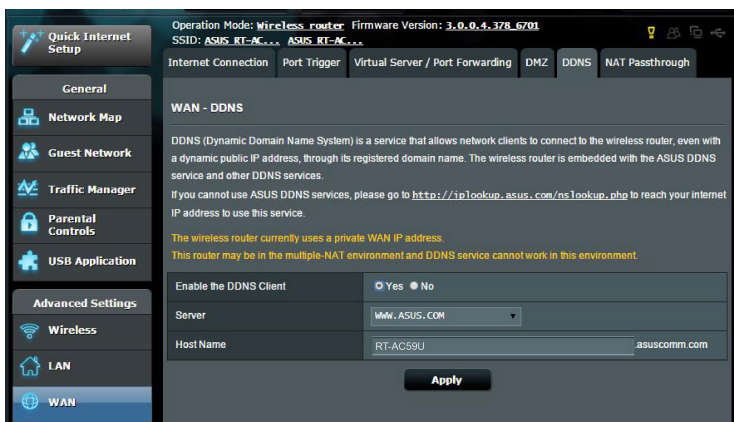 Quick Internet
Setup
Operation Mode: Wireless router Firmware Version: 3.0.0.4.378_6701
SSID: ASUS RT-AC... ASUS RT-AC...
Internet Connection Port Trigger Virtual Server / Port Forwarding DMZ DDNS NAT Passthrough
General
Network Map
Guest Network
Traffic Manager
Parental
Controls
USB Application
Advanced Settings
Wireless
LAN
WAN
WAN - DDNS
DDNS (Dynamic Domain Name System) is a service that allows network clients to connect to the wireless router, even with
a dynamic public IP address, through its registered domain name. The wireless router is embedded with the ASUS DDNS
service and other DDNS services.
If you cannot use ASUS DDNS services, please go to http://iplookup.asus.com/nslookup.php to reach your internet
IP address to use this service.
The wireless router currently uses a private WAN IP address.
This router may be in the multiple-NAT environment and DDNS service cannot work in this environment.
Enable the DDNS Client Yes No
Server WWW.ASUS.COM
Host Name RT-AC59U .asuscomm.com
Apply